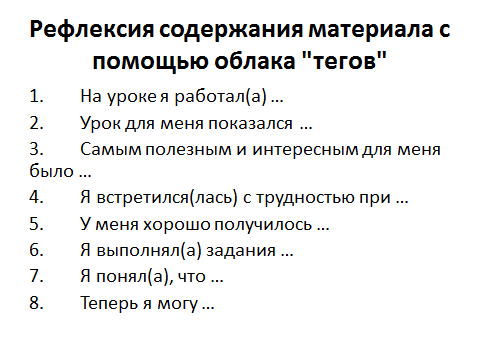 Рефлексия содержания материала с
помощью облака "тегов"
1. На уроке я работал(а) ...
2. Урок для меня показался ...
3. Самым полезным и интересным для меня
было ...
4. Я встретился(лась) с трудностью при ...
5. У меня хорошо получилось ...
6. Я выполнял(а) задания ...
7. Я понял(а), что ...
8. Теперь я могу ...